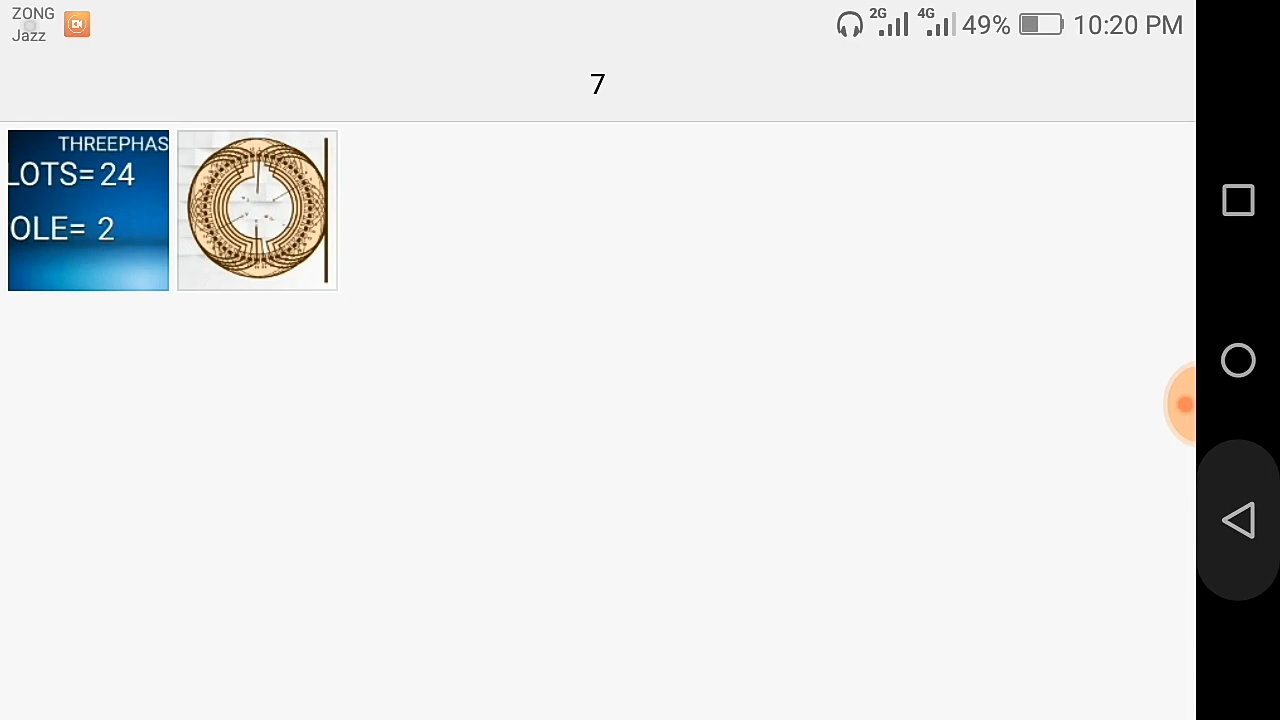 ZONG
Jazz
2G
4G
49%
10:20 PM
7
THREEPHAS
LOTS= 24
OLE= 2